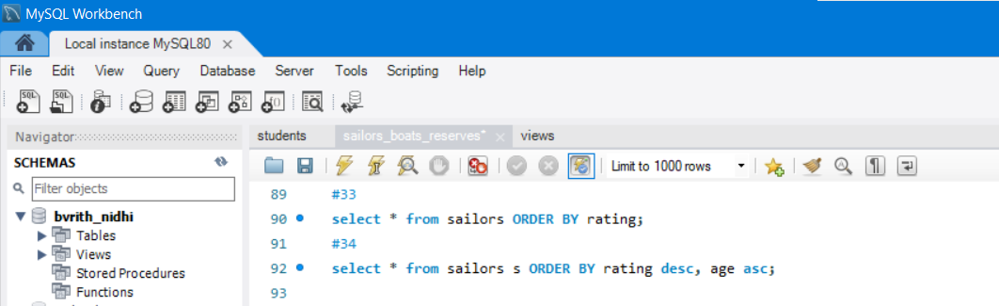 MySQL Workbench
Local instance MySQL80 ×
File Edit View Query Database Server Tools Scripting Help
Navigator
students sailors_boats_reserves* × views
SCHEMAS
Limit to 1000 rows
Filter objects
bvrith_nidhi
Tables
Views
Stored Procedures
Functions
89 #33
90 select * from sailors ORDER BY rating;
91 #34
92 select * from sailors s ORDER BY rating desc, age asc;
93